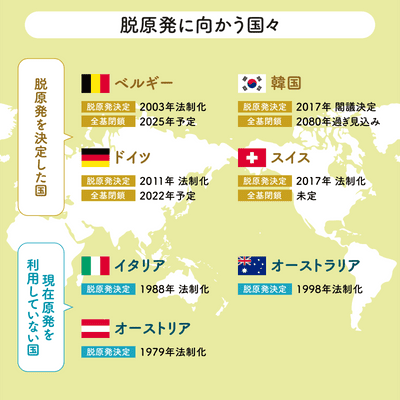 脱原発に向かう国々
脱原発を決定した国
ベルギー
脱原発決定 2003年法制化
全基閉鎖 2025年予定
韓国
脱原発決定 2017年 閣議決定
全基閉鎖 2080年過ぎ見込み
ドイツ
脱原発決定 2011年 法制化
全基閉鎖 2022年予定
スイス
脱原発決定 2017年 法制化
全基閉鎖 未定
現在原発を
利用していない国
イタリア
脱原発決定 1988年 法制化
オーストラリア
脱原発決定 1998年法制化
オーストリア
脱原発決定 1979年法制化